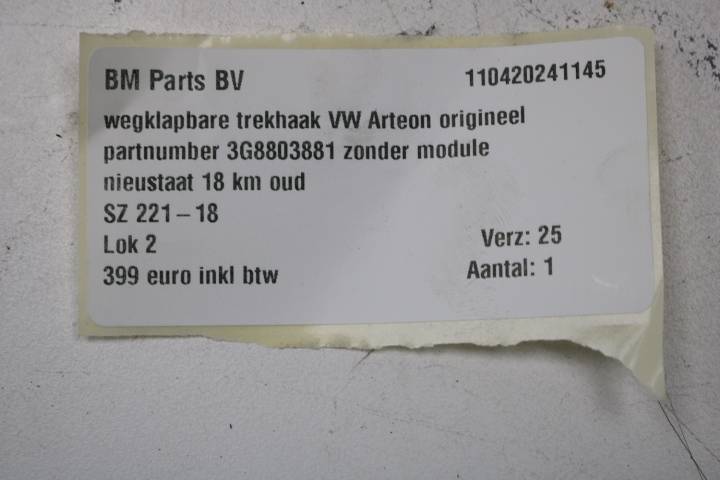 BM Parts BV 110420241145
wegklapbare trekhaak VW Arteon origineel
partnumber 3G8803881 zonder module
nieustaat 18 km oud
SZ 221-18
Lok 2 Verz: 25
399 euro inkl btw Aantal: 1